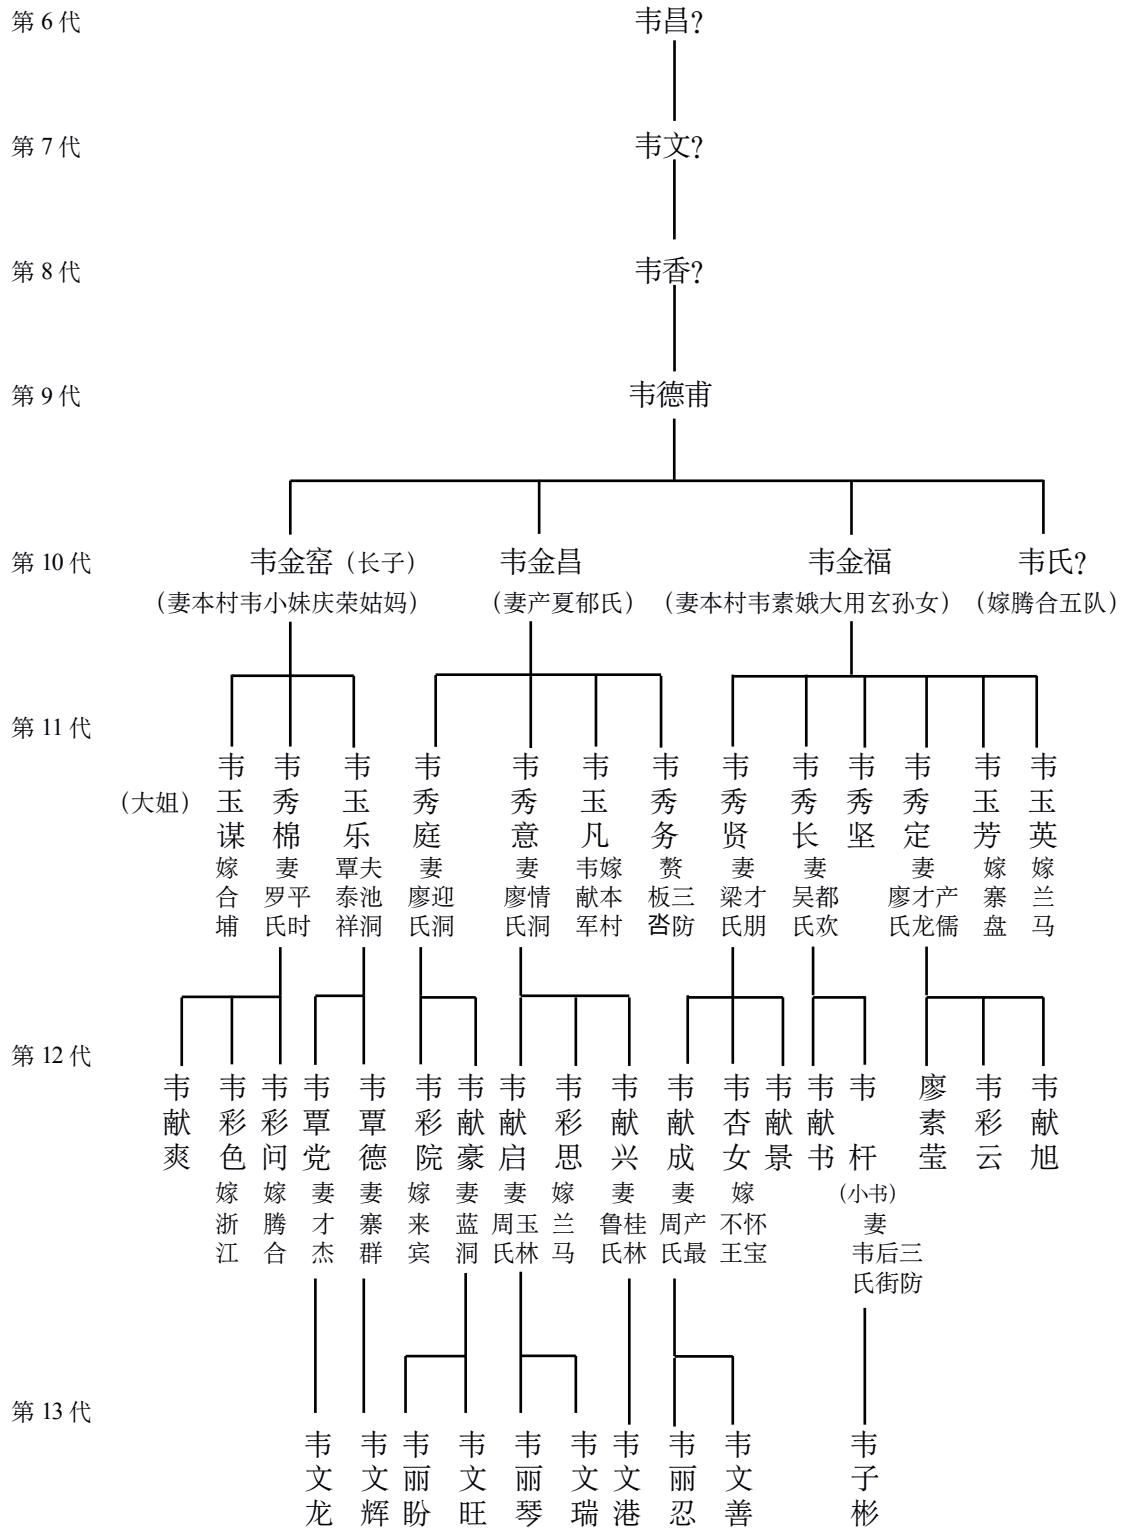 第 6 代
韦昌?
第 7 代
韦文?
第 8 代
韦香?
第 9 代
韦德甫
第 10 代
韦金窑（长子）
（妻本村韦小妹庆荣姑妈）
韦金昌
（妻产夏郁氏）
韦金福
（妻本村韦素娥大用玄孙女）
韦氏?
（嫁腾合五队）
第 11 代
（大姐）
韦玉谋
嫁合埔
韦秀棉
妻平时罗氏
韦玉乐
夫池洞覃泰祥
韦秀庭
妻迎洞廖氏
韦秀意
妻情洞廖氏
韦玉凡
嫁本村韦献军
韦秀务
赘三防板沓
韦秀贤
妻才朋梁氏
韦秀长
妻都欢吴氏
韦秀坚
韦秀定
妻产儒才龙廖氏
韦玉芳
嫁寨盘
韦玉英
嫁兰马
第 12 代
韦献爽
韦彩色
嫁浙江
韦彩问
嫁腾合
韦覃党
妻才杰
韦覃德
妻寨群
韦彩院
嫁来宾
韦献豪
妻蓝洞
韦献启
妻玉林周氏
韦彩思
嫁兰马
韦献兴
妻桂林鲁氏
韦献成
妻产最周氏
韦杏女
嫁怀宝不王
韦献景
韦献书
韦杆
（小书）
妻三防后街韦氏
廖素莹
韦彩云
韦献旭
第 13 代
韦文龙
韦文辉
韦丽盼
韦文旺
韦丽琴
韦文瑞
韦文港
韦丽忍
韦文善
韦子彬